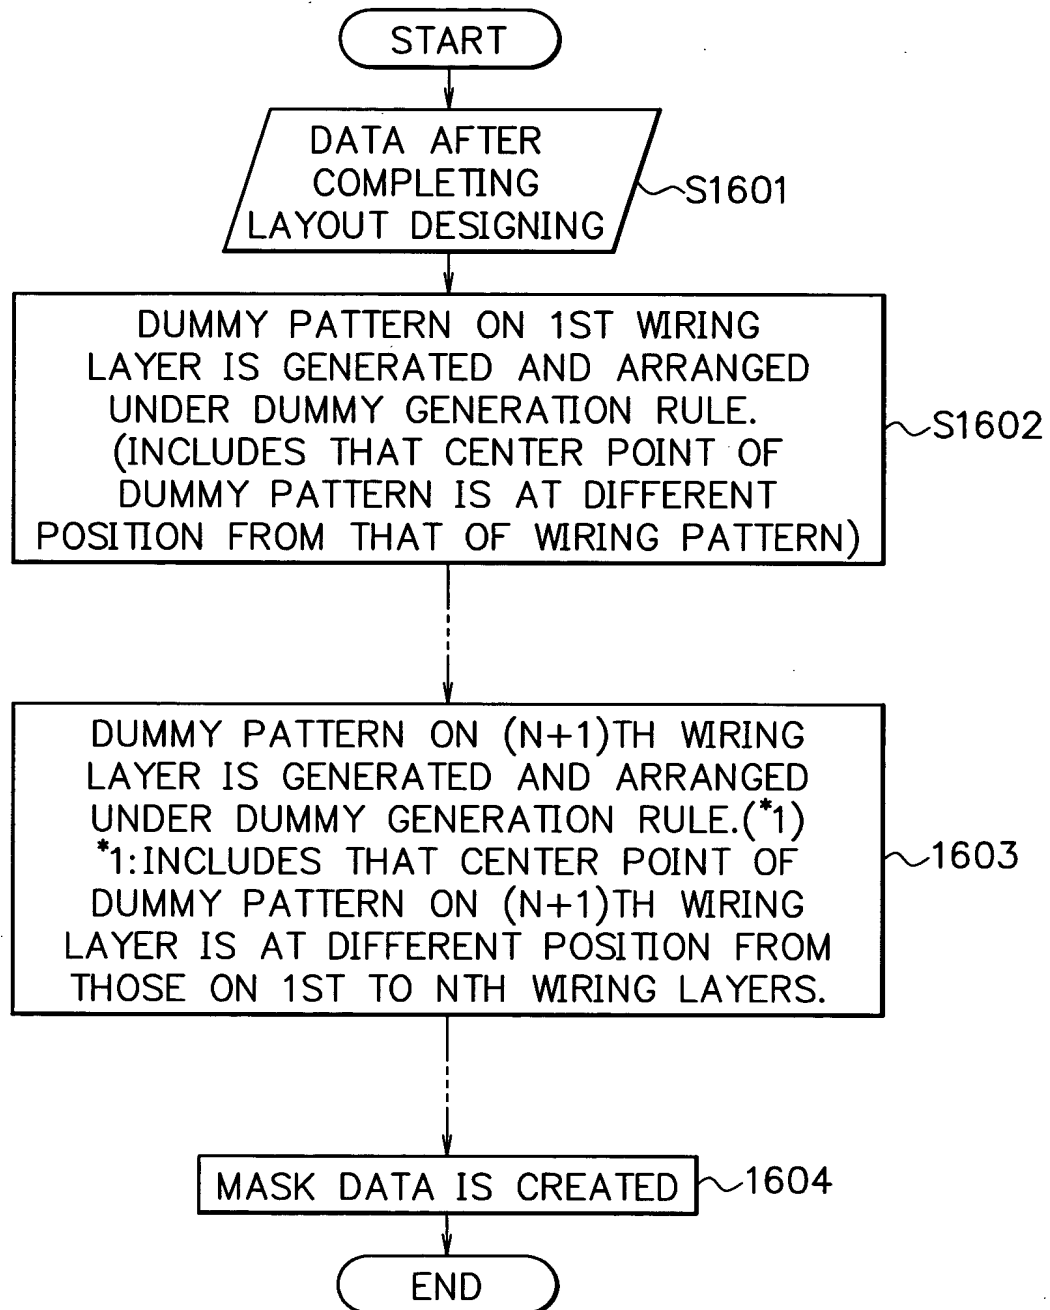 START
DATA AFTER
COMPLETING
LAYOUT DESIGNING
S1601
DUMMY PATTERN ON 1ST WIRING
LAYER IS GENERATED AND ARRANGED
UNDER DUMMY GENERATION RULE.
(INCLUDES THAT CENTER POINT OF
DUMMY PATTERN IS AT DIFFERENT
POSITION FROM THAT OF WIRING PATTERN)
S1602
DUMMY PATTERN ON (N+1)TH WIRING
LAYER IS GENERATED AND ARRANGED
UNDER DUMMY GENERATION RULE.(*1)
*1:INCLUDES THAT CENTER POINT OF
DUMMY PATTERN ON (N+1)TH WIRING
LAYER IS AT DIFFERENT POSITION FROM
THOSE ON 1ST TO NTH WIRING LAYERS.
1603
MASK DATA IS CREATED
1604
END